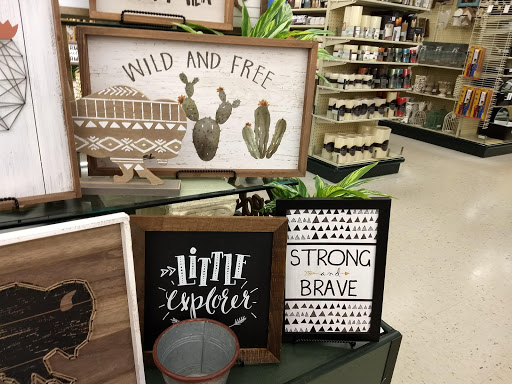 WILD AND FREE
LITTLE
explorer
STRONG
and
BRAVE